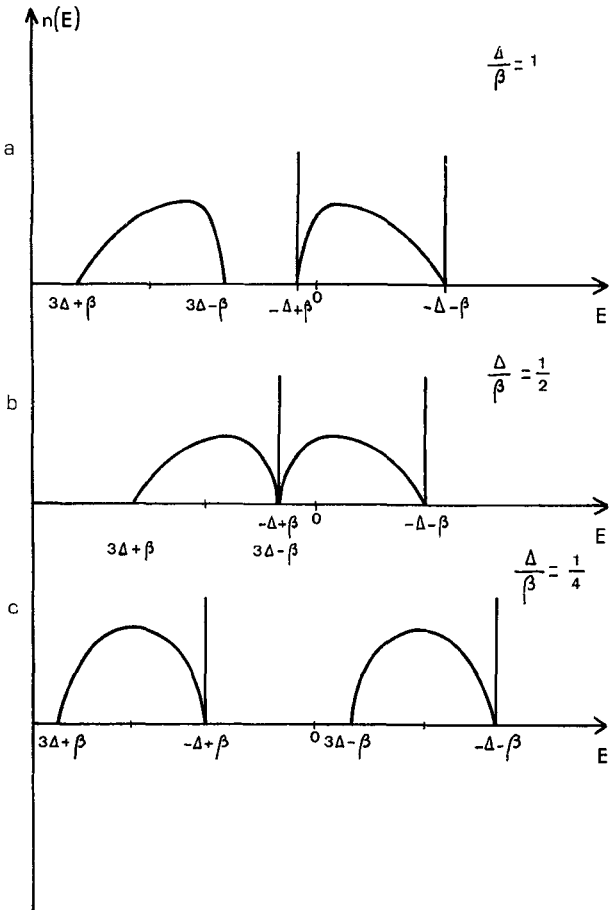 n(E)
Δ/β = 1
a
3Δ+β 3Δ-β -Δ+β 0 -Δ-β
E
Δ/β = 1/2
b
-Δ+β 0 -Δ-β
3Δ+β 3Δ-β E
Δ/β = 1/4
c
3Δ+β -Δ+β 0 3Δ-β -Δ-β
E